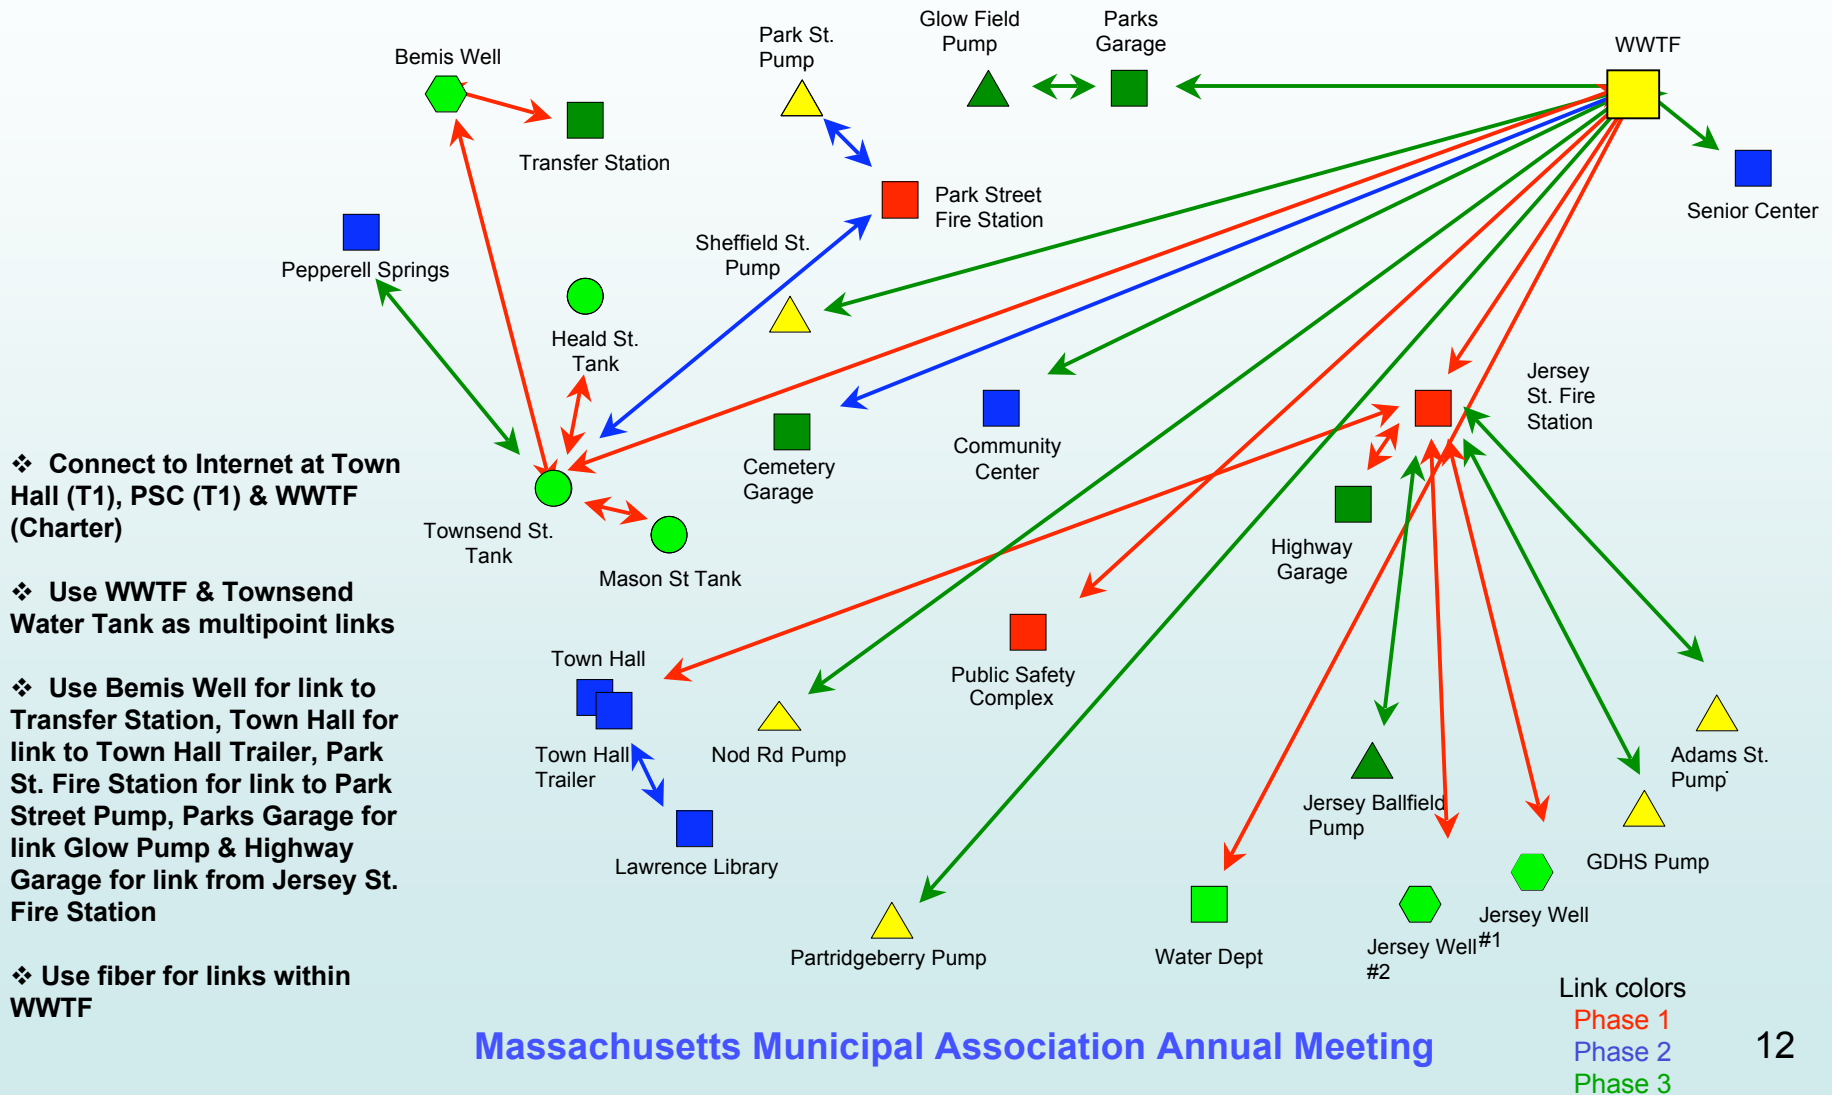 Glow Field
Pump
Parks
Garage
Park St.
Pump
WWTF
Bemis Well
Transfer Station
Park Street
Fire Station
Senior Center
Sheffield St.
Pump
Pepperell Springs
Heald St.
Tank
Jersey
St. Fire
Station
Community
Center
Cemetery
Garage
Townsend St.
Tank
Mason St Tank
Highway
Garage
❖ Connect to Internet at Town
Hall (T1), PSC (T1) & WWTF
(Charter)
❖ Use WWTF & Townsend
Water Tank as multipoint links
❖ Use Bemis Well for link to
Transfer Station, Town Hall for
link to Town Hall Trailer, Park
St. Fire Station for link to Park
Street Pump, Parks Garage for
link Glow Pump & Highway
Garage for link from Jersey St.
Fire Station
❖ Use fiber for links within
WWTF
Town Hall
Town Hall
Trailer
Nod Rd Pump
Public Safety
Complex
Adams St.
Pump
Jersey Ballfield
Pump
Lawrence Library
GDHS Pump
Partridgeberry Pump
Water Dept
Jersey Well
#2
Jersey Well
#1
Link colors
Phase 1
Phase 2
Phase 3
Massachusetts Municipal Association Annual Meeting
12